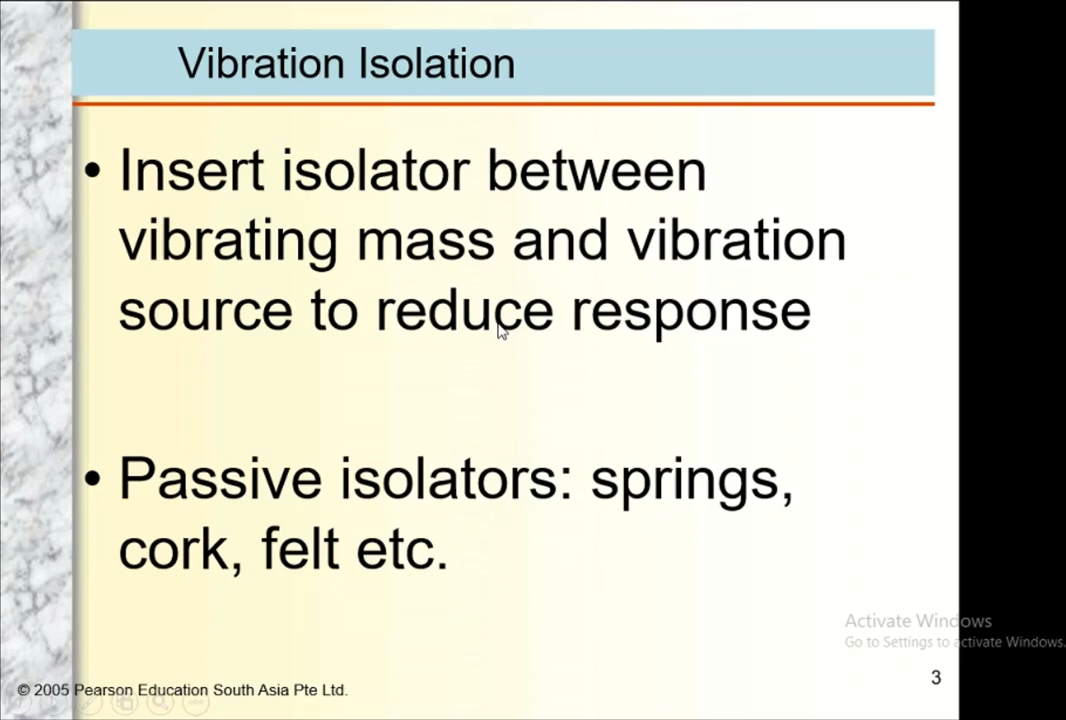 Vibration Isolation
• Insert isolator between
vibrating mass and vibration
source to reduce response
• Passive isolators: springs,
cork, felt etc.
Activate Windows
Go to Settings to activate Windows.
3
© 2005 Pearson Education South Asia Pte Ltd.